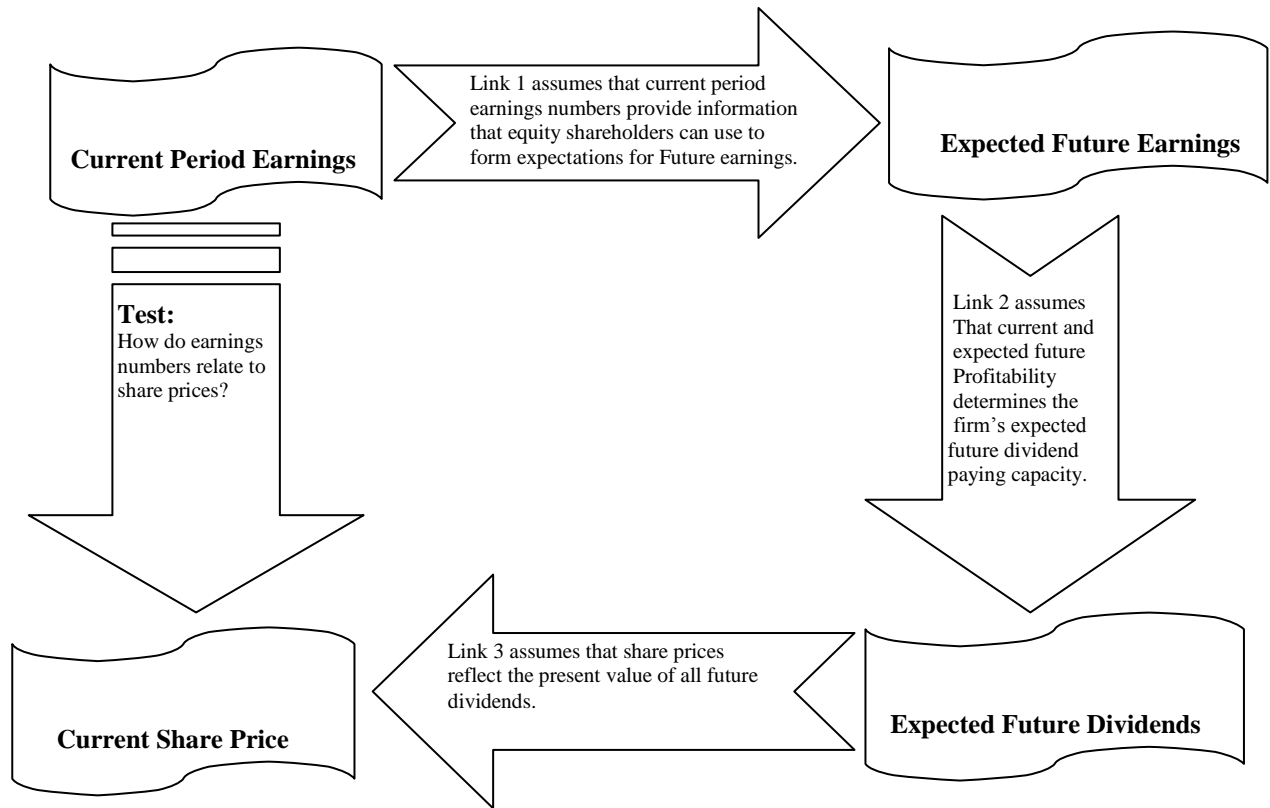 Current Period Earnings
Link 1 assumes that current period
earnings numbers provide information
that equity shareholders can use to
form expectations for Future earnings.
Expected Future Earnings
Test:
How do earnings
numbers relate to
share prices?
Link 2 assumes
That current and
expected future
Profitability
determines the
firm's expected
future dividend
paying capacity.
Link 3 assumes that share prices
reflect the present value of all future
dividends.
Current Share Price
Expected Future Dividends